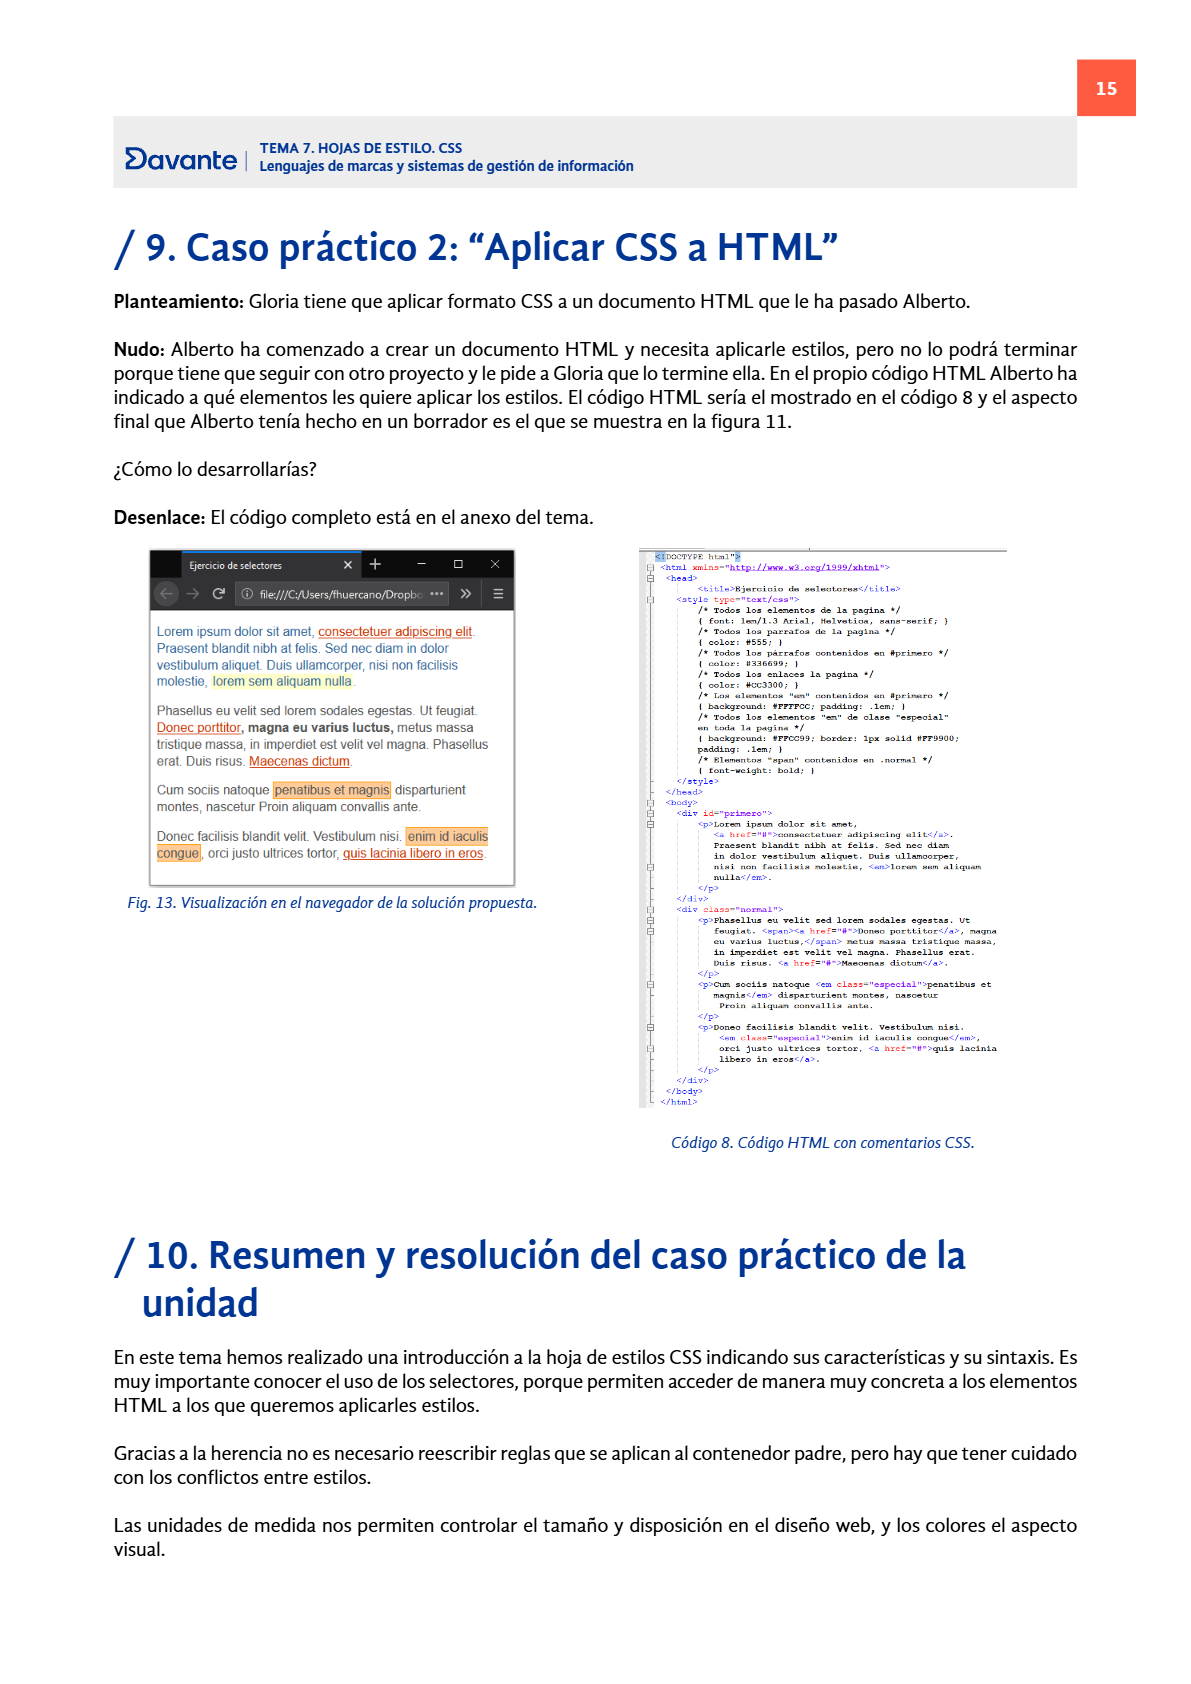 15
Davante
TEMA 7. HOJAS DE ESTILO. CSS
Lenguajes de marcas y sistemas de gestión de información
/ 9. Caso práctico 2: “Aplicar CSS a HTML”
Planteamiento: Gloria tiene que aplicar formato CSS a un documento HTML que le ha pasado Alberto.
Nudo: Alberto ha comenzado a crear un documento HTML y necesita aplicarle estilos, pero no lo podrá terminar
porque tiene que seguir con otro proyecto y le pide a Gloria que lo termine ella. En el propio código HTML Alberto ha
indicado a qué elementos les quiere aplicar los estilos. El código HTML sería el mostrado en el código 8 y el aspecto
final que Alberto tenía hecho en un borrador es el que se muestra en la figura 11.
¿Cómo lo desarrollarías?
Desenlace: El código completo está en el anexo del tema.
Ejercicio de selectores
file:///C:/Users/fhuercano/Dropbo
Lorem ipsum dolor sit amet, consectetuer adipiscing elit.
Praesent blandit nibh at felis. Sed nec diam in dolor
vestibulum aliquet. Duis ullamcorper, nisi non facilisis
molestie, lorem sem aliquam nulla.
Phasellus eu velit sed lorem sodales egestas. Ut feugiat.
Donec porttitor, magna eu varius luctus, metus massa
tristique massa, in imperdiet est velit vel magna. Phasellus
erat. Duis risus. Maecenas dictum.
Cum sociis natoque penatibus et magnis disparturient
montes, nascetur Proin aliquam convallis ante.
Donec facilisis blandit velit. Vestibulum nisi. enim id iaculis
congue, orci justo ultrices tortor, quis lacinia libero in eros.
Fig. 13. Visualización en el navegador de la solución propuesta.
<!DOCTYPE html">
<html xmlns="http://www.w3.org/1999/xhtml">
<head>
<title>Ejercicio de selectores</title>
<style type="text/css">
/* Todos los elementos de la pagina */
{ font: 1em/1.3 Arial, Helvetica, sans-serif; }
/* Todos los parrafos de la pagina */
{ color: #555; }
/* Todos los párrafos contenidos en #primero */
{ color: #336699; }
/* Todos los enlaces la pagina */
{ color: #CC3300; }
/* Los elementos "em" contenidos en #primero */
{ background: #FFFFCC; padding: .1em; }
/* Todos los elementos "em" de clase "especial"
en toda la pagina */
{ background: #FFCC99; border: 1px solid #FF9900;
padding: .1em; }
/* Elementos "span" contenidos en .normal */
{ font-weight: bold; }
</style>
</head>
<body>
<div id="primero">
<p>Lorem ipsum dolor sit amet,
<a href="#">consectetuer adipiscing elit</a>.
Praesent blandit nibh at felis. Sed nec diam
in dolor vestibulum aliquet. Duis ullamcorper,
nisi non facilisis molestie, <em>lorem sem aliquam
nulla</em>.
</p>
</div>
<div class="normal">
<p>Phasellus eu velit sed lorem sodales egestas. Ut
feugiat. <span><a href="#">Donec porttitor</a>, magna
eu varius luctus,</span> metus massa tristique massa,
in imperdiet est velit vel magna. Phasellus erat.
Duis risus. <a href="#">Maecenas dictum</a>.
</p>
<p>Cum sociis natoque <em class="especial">penatibus et
magnis</em> disparturient montes, nascetur
Proin aliquam convallis ante.
</p>
<p>Donec facilisis blandit velit. Vestibulum nisi.
<em class="especial">enim id iaculis congue</em>,
orci justo ultrices tortor, <a href="#">quis lacinia
libero in eros</a>.
</p>
</div>
</body>
</html>
Código 8. Código HTML con comentarios CSS.
/ 10. Resumen y resolución del caso práctico de la
unidad
En este tema hemos realizado una introducción a la hoja de estilos CSS indicando sus características y su sintaxis. Es
muy importante conocer el uso de los selectores, porque permiten acceder de manera muy concreta a los elementos
HTML a los que queremos aplicarles estilos.
Gracias a la herencia no es necesario reescribir reglas que se aplican al contenedor padre, pero hay que tener cuidado
con los conflictos entre estilos.
Las unidades de medida nos permiten controlar el tamaño y disposición en el diseño web, y los colores el aspecto
visual.